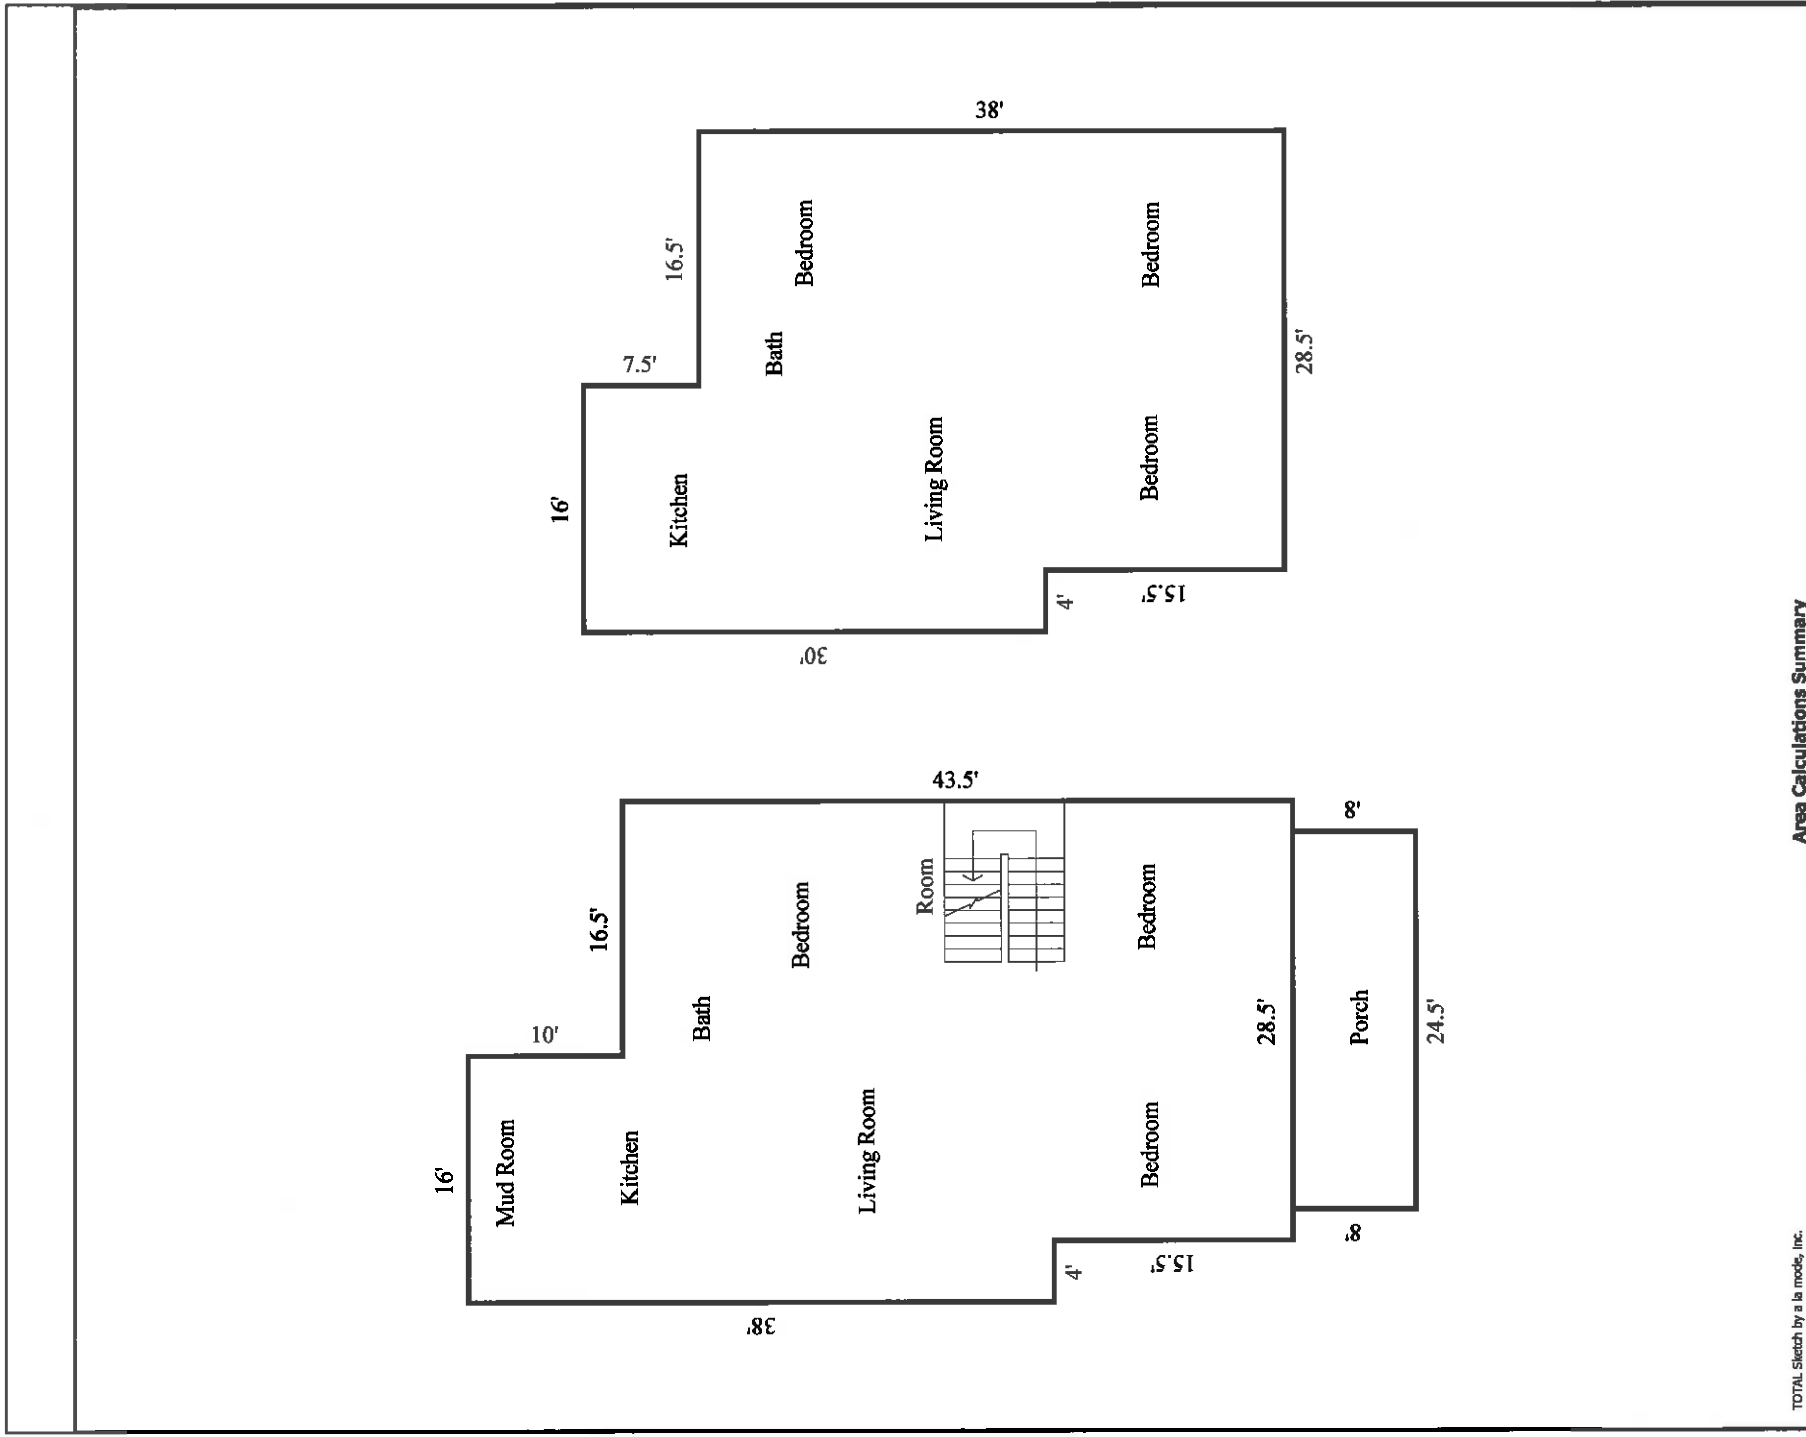 38'
16.5'
Bedroom
Bedroom
7.5'
Bath
28.5'
16'
Kitchen
Living Room
Bedroom
4'
15.5'
30'
43.5'
8'
16.5'
Bedroom
Room
Bedroom
10'
Bath
28.5'
Porch
24.5'
16'
Mud Room
Kitchen
Living Room
Bedroom
8'
4'
15.5'
38'
Area Calculations Summary
TOTAL Sketch by a la mode, inc.